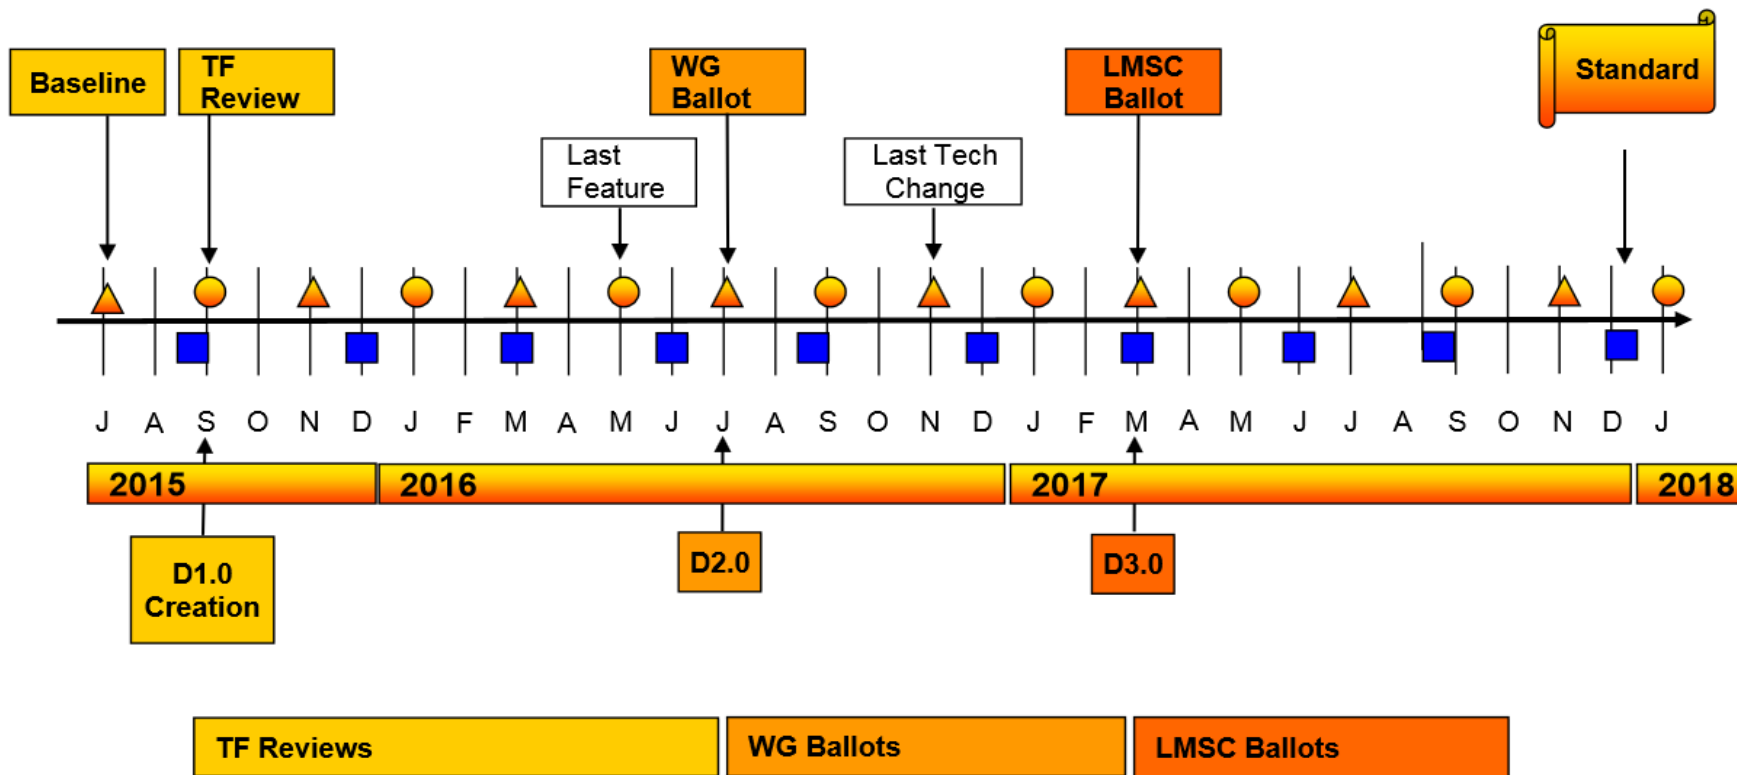 Baseline
TF
Review
WG
Ballot
LMSC
Ballot
Standard
Last
Feature
Last Tech
Change
J A S O N D J F M A M J J A S O N D J F M A M J J A S O N D J
2015 2016 2017 2018
D1.0
Creation
D2.0
D3.0
TF Reviews WG Ballots LMSC Ballots